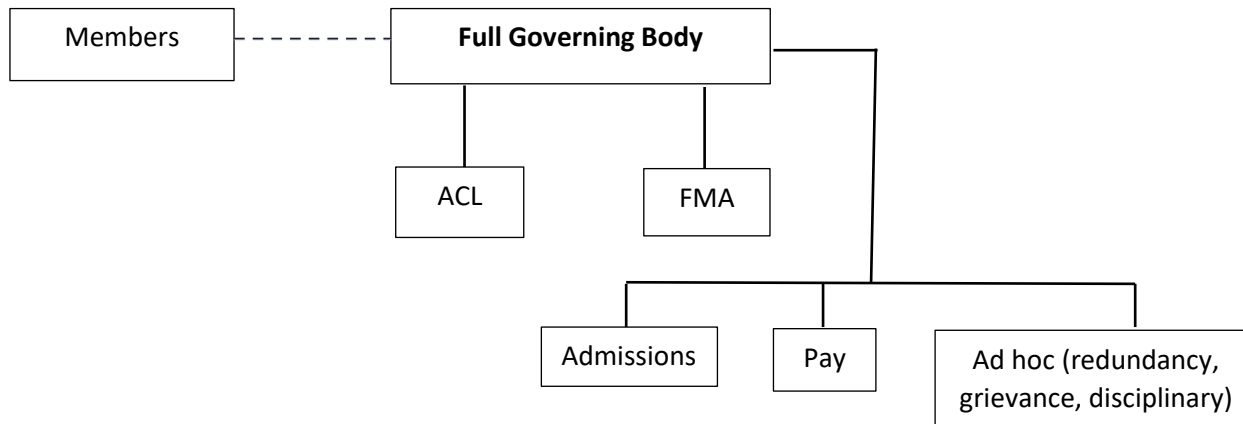 Members
Full Governing Body
ACL
FMA
Admissions
Pay
Ad hoc (redundancy,
grievance, disciplinary)